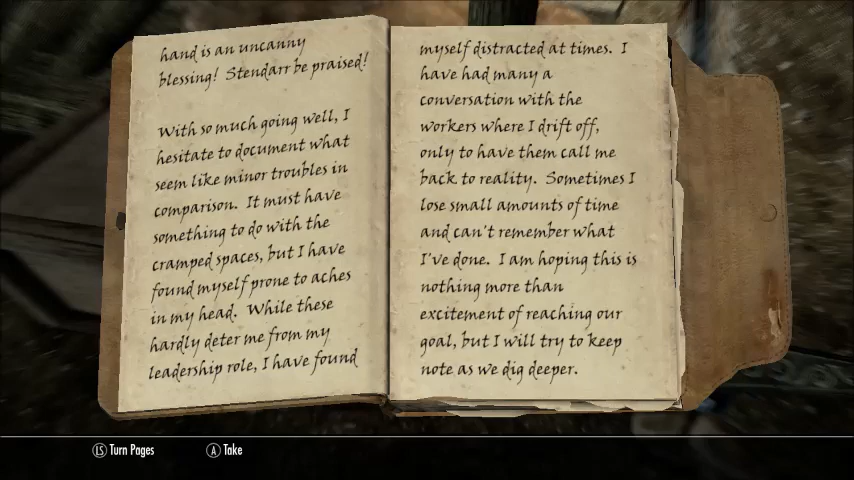 hand is an uncanny
blessing! Stendarr be praised!
With so much going well, I
hesitate to document what
seem like minor troubles in
comparison. It must have
something to do with the
cramped spaces, but I have
found myself prone to aches
in my head. While these
hardly deter me from my
leadership role, I have found
myself distracted at times. I
have had many a
conversation with the
workers where I drift off,
only to have them call me
back to reality. Sometimes I
lose small amounts of time
and can't remember what
I've done. I am hoping this is
nothing more than
excitement of reaching our
goal, but I will try to keep
note as we dig deeper.
LS Turn Pages
A Take